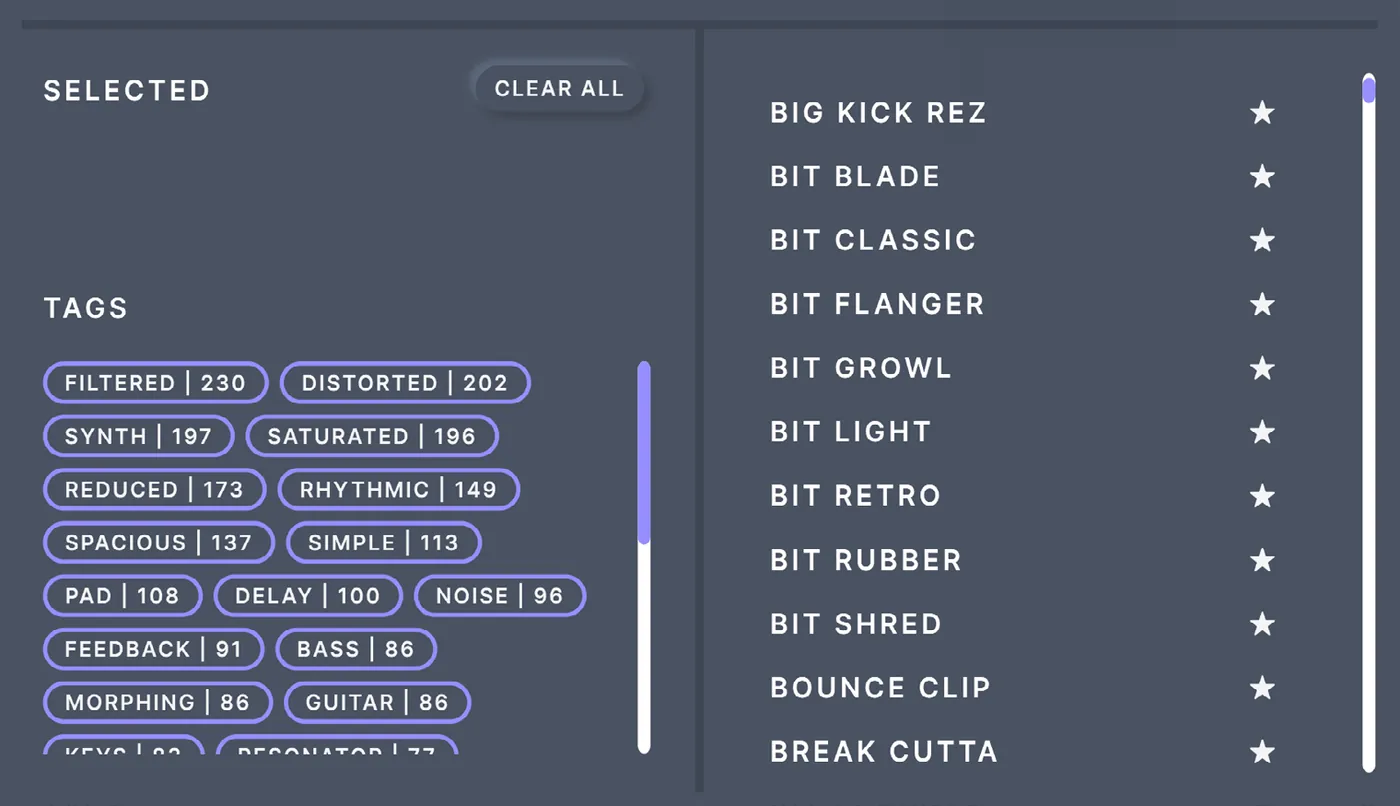 SELECTED
CLEAR ALL
TAGS
FILTERED | 230
DISTORTED | 202
SYNTH | 197
SATURATED | 196
REDUCED | 173
RHYTHMIC | 149
SPACIOUS | 137
SIMPLE | 113
PAD | 108
DELAY | 100
NOISE | 96
FEEDBACK | 91
BASS | 86
MORPHING | 86
GUITAR | 86
KEYS |
RESONATOR | 77
BIG KICK REZ
BIT BLADE
BIT CLASSIC
BIT FLANGER
BIT GROWL
BIT LIGHT
BIT RETRO
BIT RUBBER
BIT SHRED
BOUNCE CLIP
BREAK CUTTA